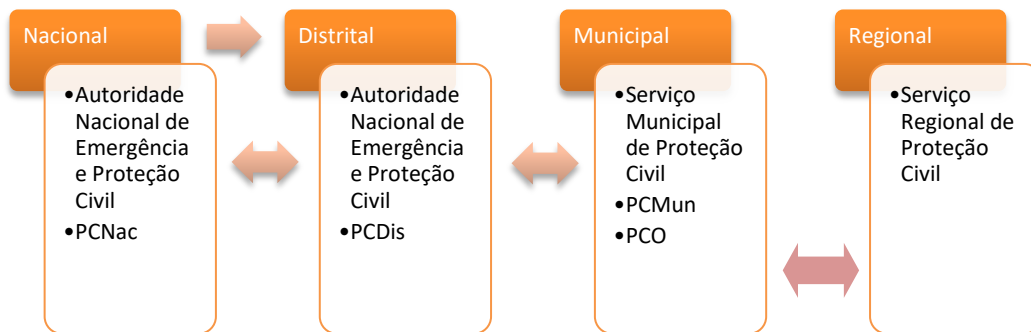 Nacional
•Autoridade
Nacional de
Emergência
e Proteção
Civil
•PCNac
Distrital
•Autoridade
Nacional de
Emergência
e Proteção
Civil
•PCDis
Municipal
•Serviço
Municipal
de Proteção
Civil
•PCMun
•PCO
Regional
•Serviço
Regional de
Proteção
Civil